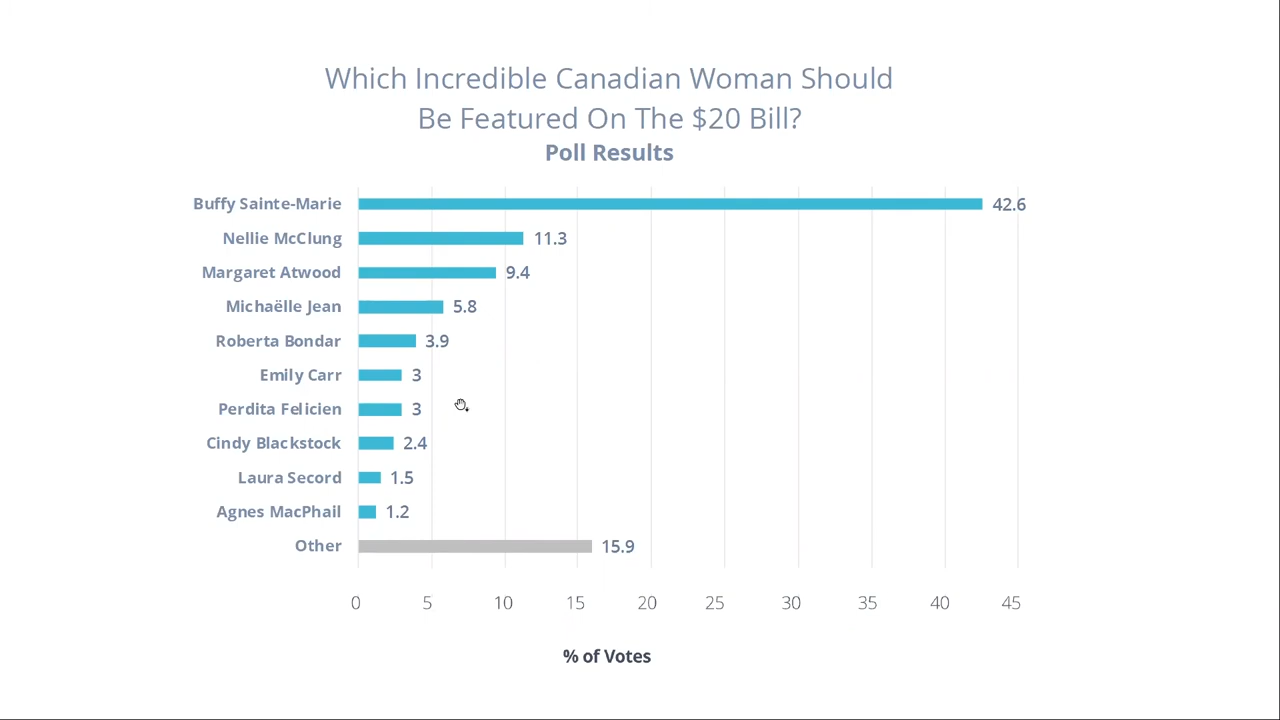 Which Incredible Canadian Woman Should
Be Featured On The $20 Bill?
Poll Results
Buffy Sainte-Marie 42.6
Nellie McClung 11.3
Margaret Atwood 9.4
Michaëlle Jean 5.8
Roberta Bondar 3.9
Emily Carr 3
Perdita Felicien 3
Cindy Blackstock 2.4
Laura Secord 1.5
Agnes MacPhail 1.2
Other 15.9
0 5 10 15 20 25 30 35 40 45
% of Votes